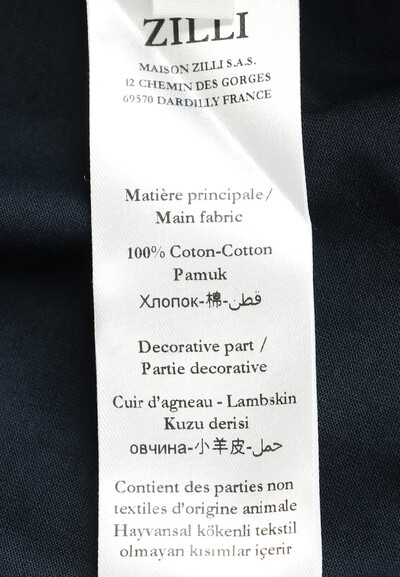 ZILLI
MAISON ZILLI S.A.S.
12 CHEMIN DES GORGES
69570 DARDILLY FRANCE
Matière principale/
Main fabric
100% Coton-Cotton
Pamuk
Хлопок-棉-قطن
Decorative part /
Partie decorative
Cuir d'agneau - Lambskin
Kuzu derisi
овчина-小羊皮-حمل
Contient des parties non
textiles d'origine animale
Hayvansal kökenli tekstil
olmayan kısımlar içerir